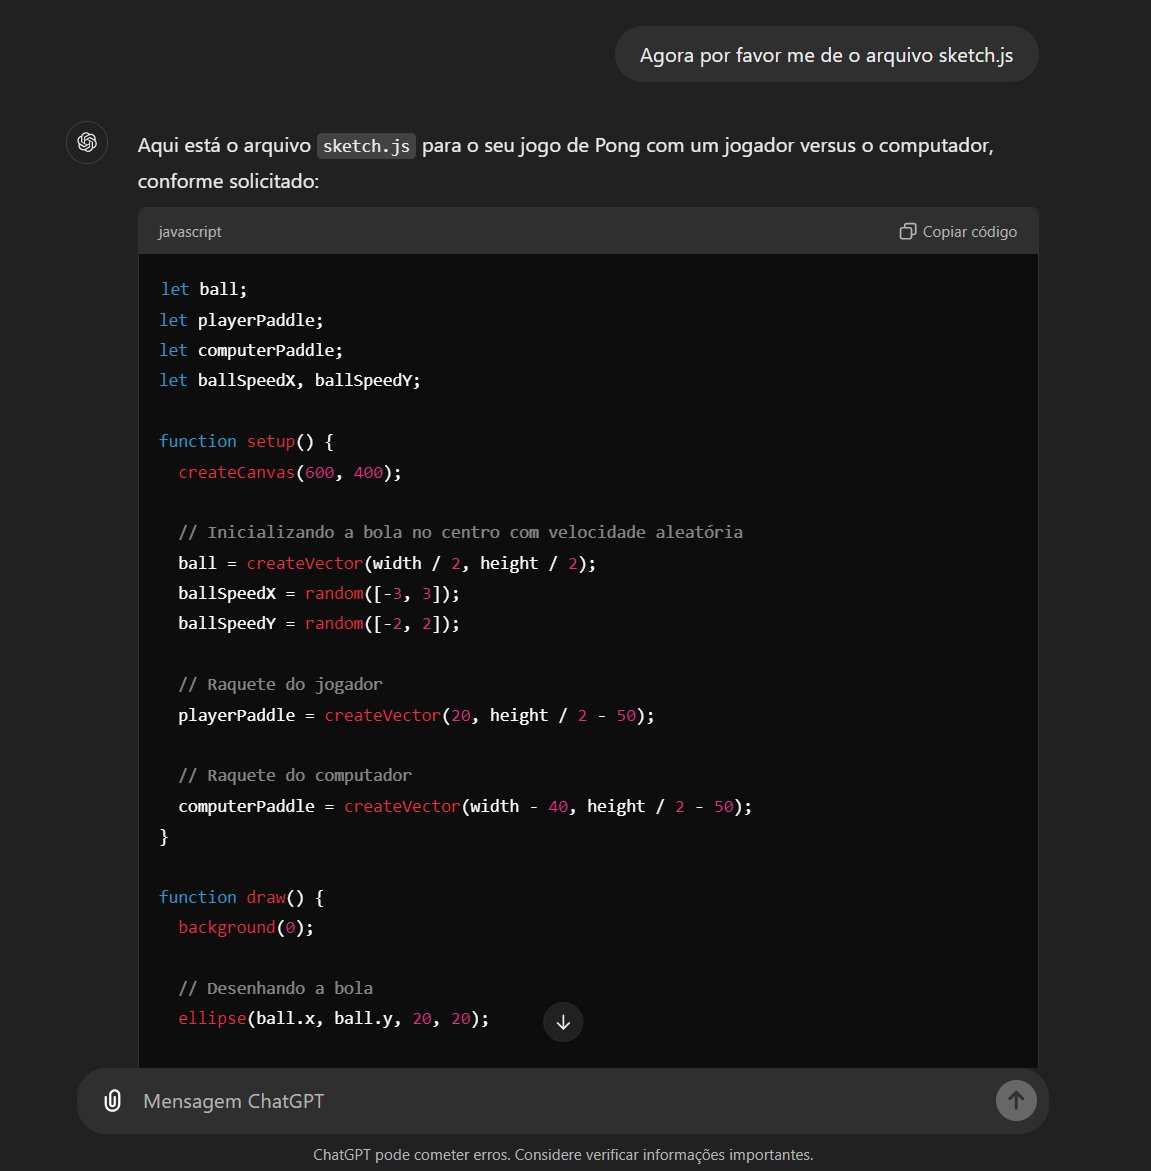 Agora por favor me de o arquivo sketch.js
Aqui está o arquivo sketch.js para o seu jogo de Pong com um jogador versus o computador,
conforme solicitado:
javascript
Copiar código
let ball;
let playerPaddle;
let computerPaddle;
let ballSpeedX, ballSpeedY;
function setup() {
  createCanvas(600, 400);
  // Inicializando a bola no centro com velocidade aleatória
  ball = createVector(width / 2, height / 2);
  ballSpeedX = random([-3, 3]);
  ballSpeedY = random([-2, 2]);
  // Raquete do jogador
  playerPaddle = createVector(20, height / 2 - 50);
  // Raquete do computador
  computerPaddle = createVector(width - 40, height / 2 - 50);
}
function draw() {
  background(0);
  // Desenhando a bola
  ellipse(ball.x, ball.y, 20, 20);
Mensagem ChatGPT
ChatGPT pode cometer erros. Considere verificar informações importantes.